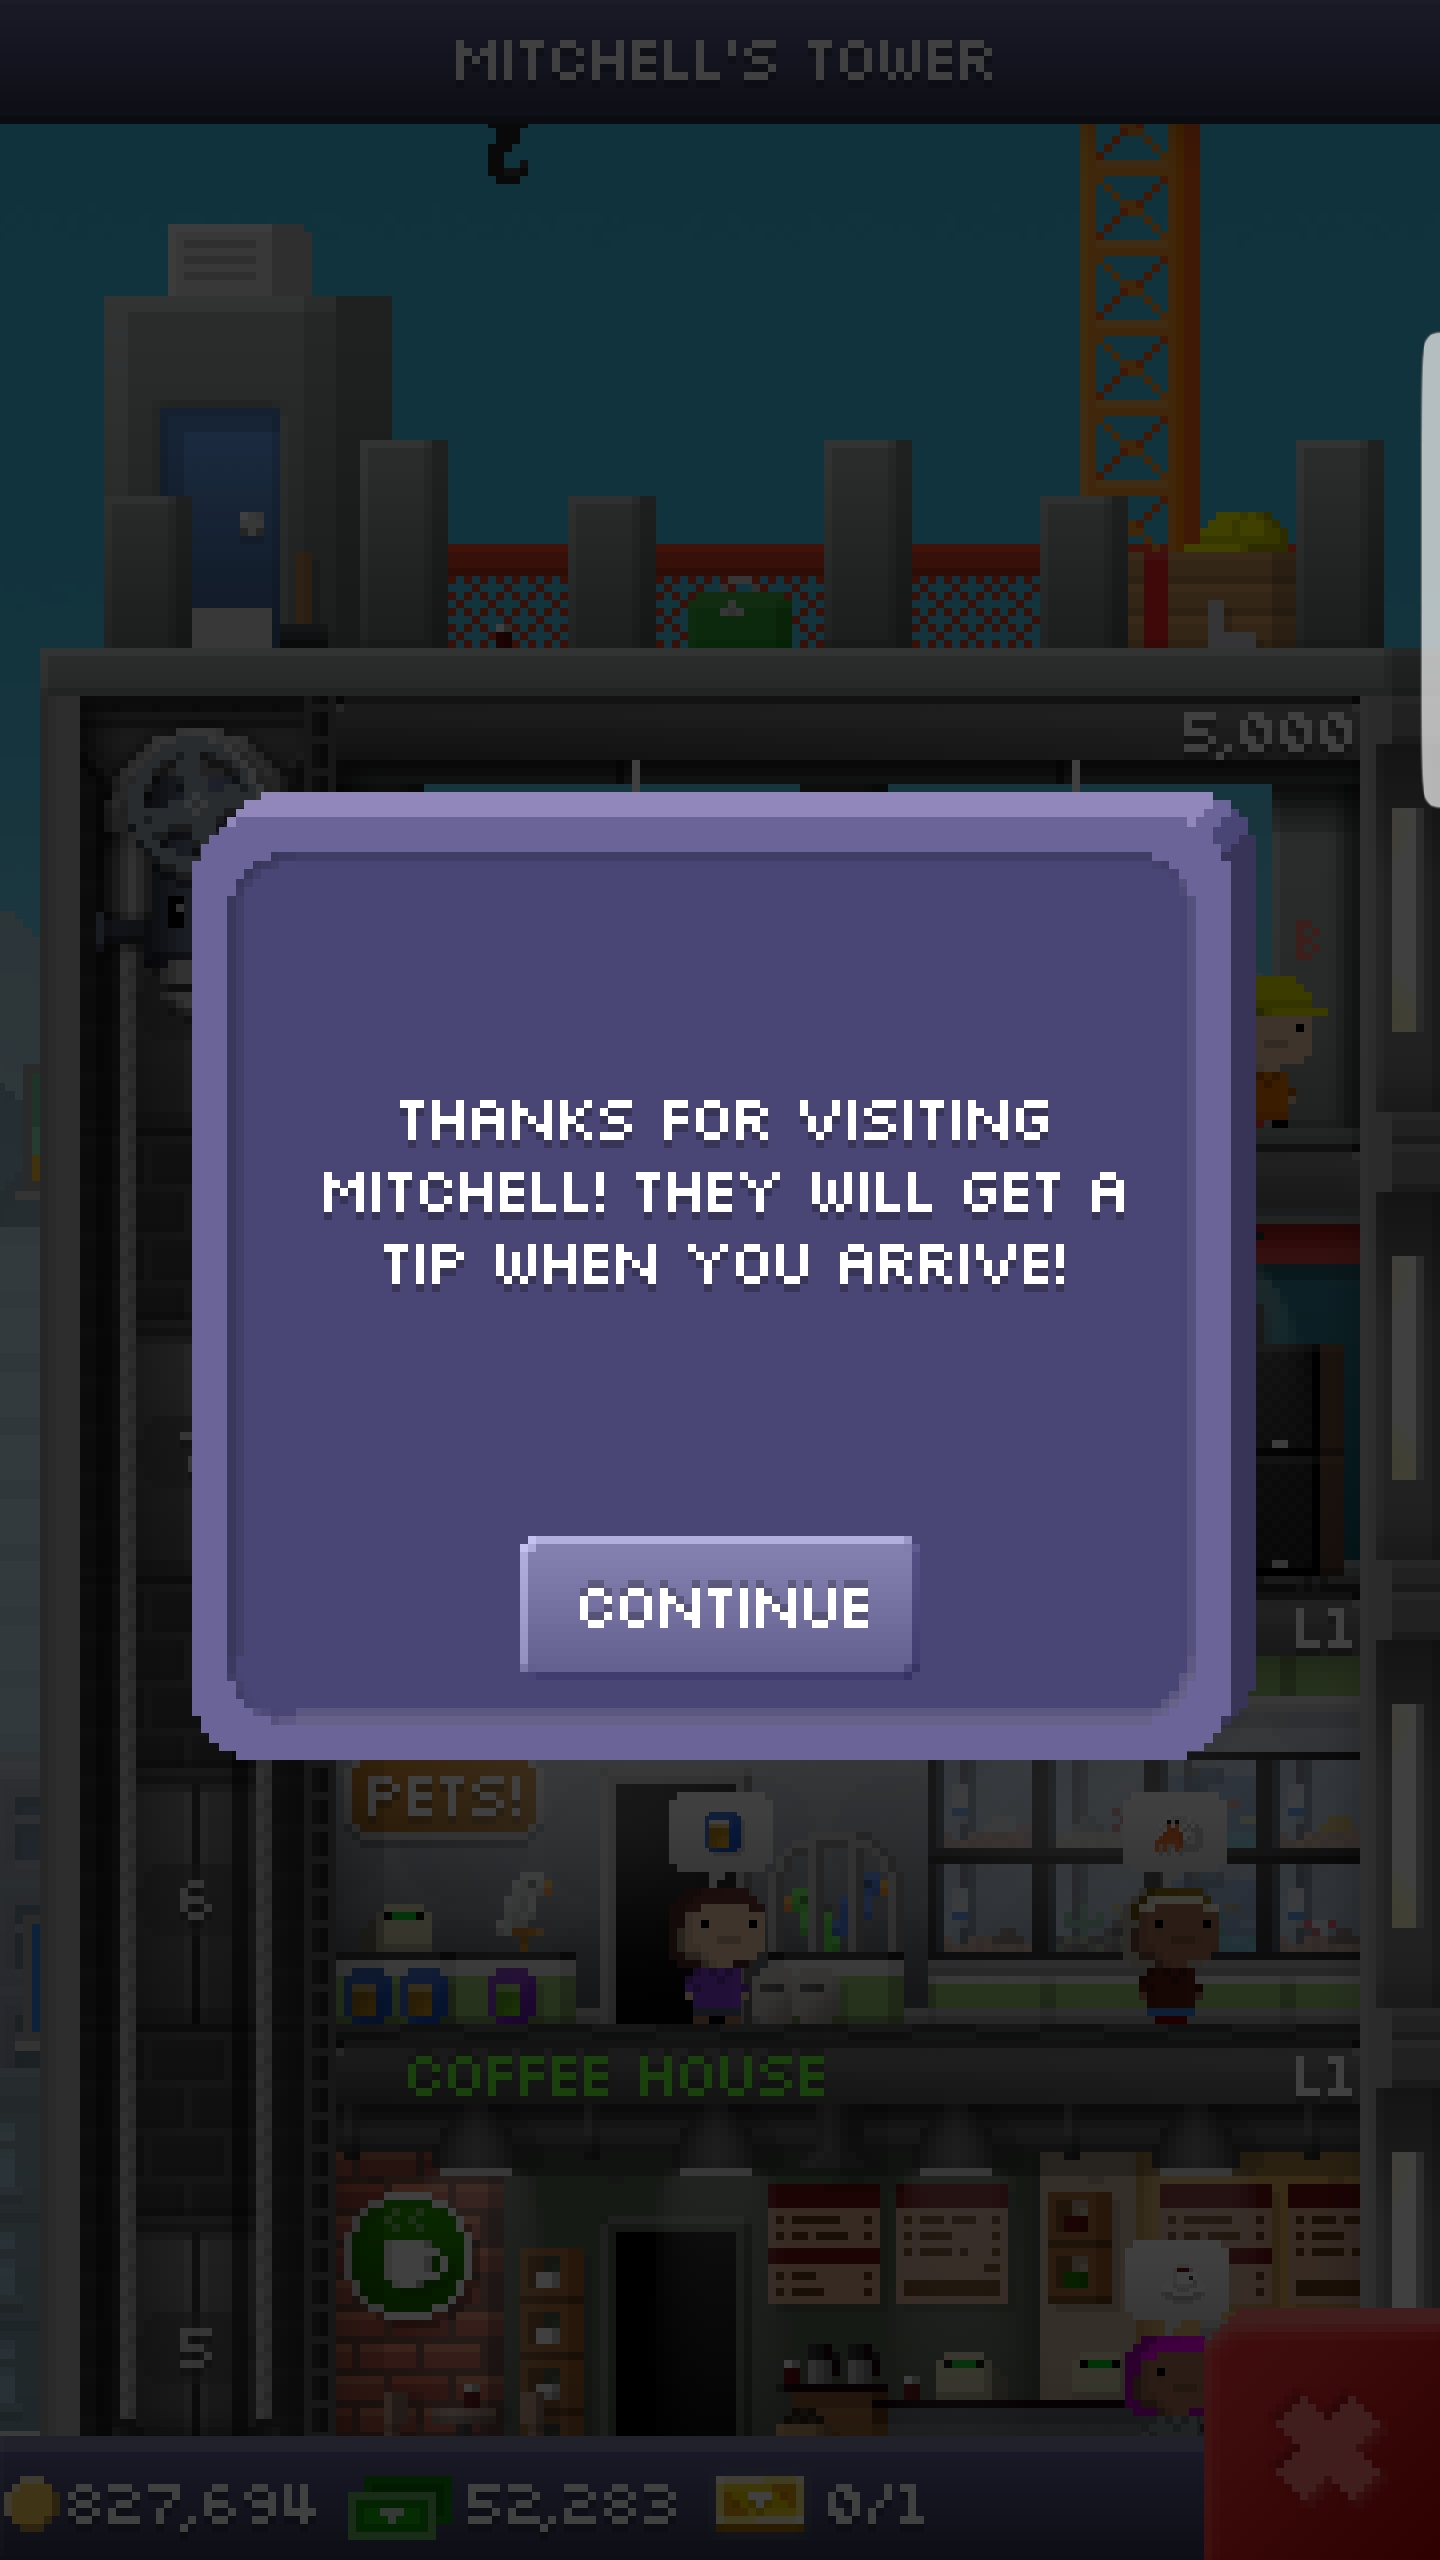 MITCHELL'S TOWER
5,000
B
THANKS FOR VISITING
MITCHELL! THEY WILL GET A
TIP WHEN YOU ARRIVE!
CONTINUE
L1
PETS!
6
COFFEE HOUSE
L1
5
827,694
52,283
0/1